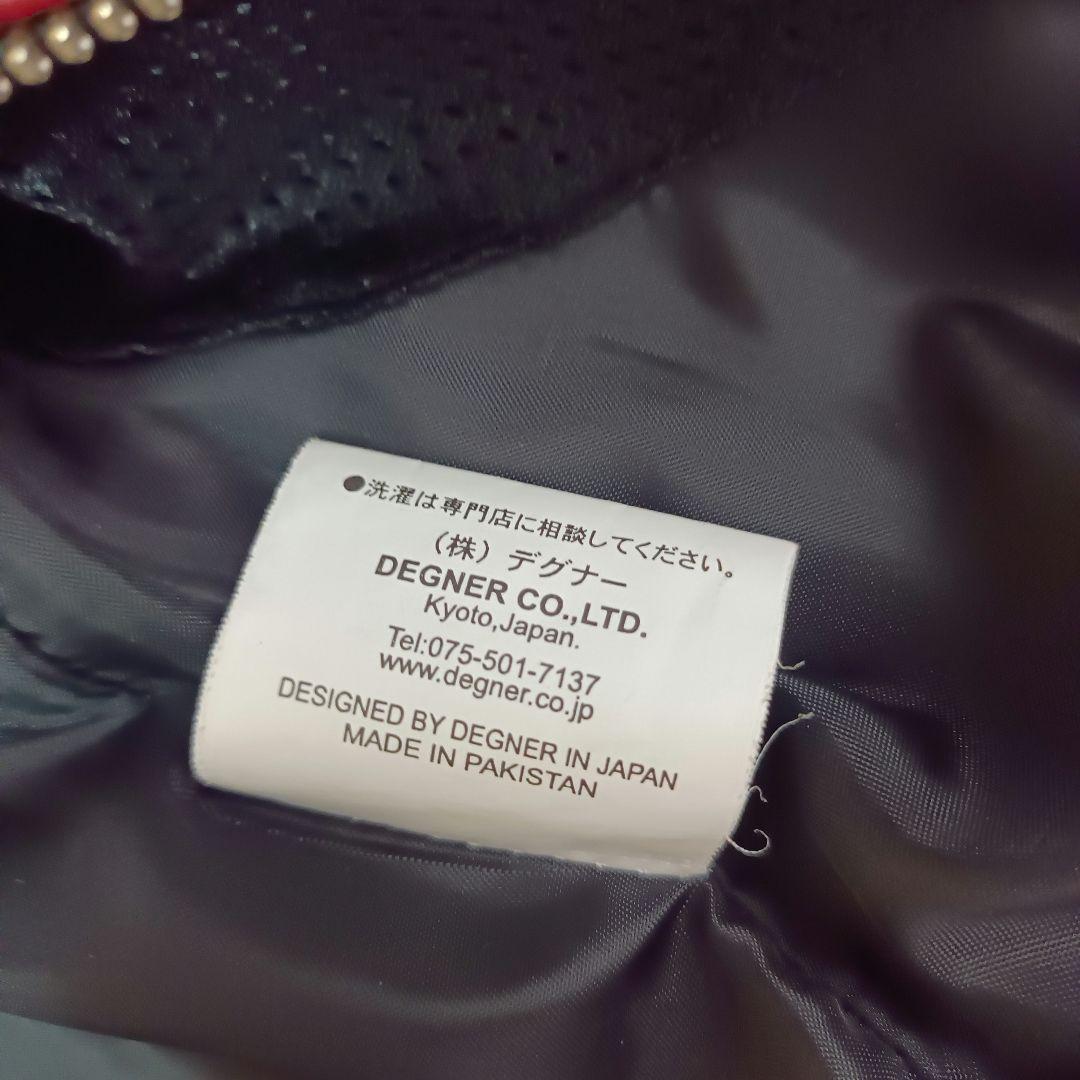 ●洗濯は専門店に相談してください。
（株）デグナー
DEGNER CO.,LTD.
Kyoto,Japan.
Tel:075-501-7137
www.degner.co.jp
DESIGNED BY DEGNER IN JAPAN
MADE IN PAKISTAN